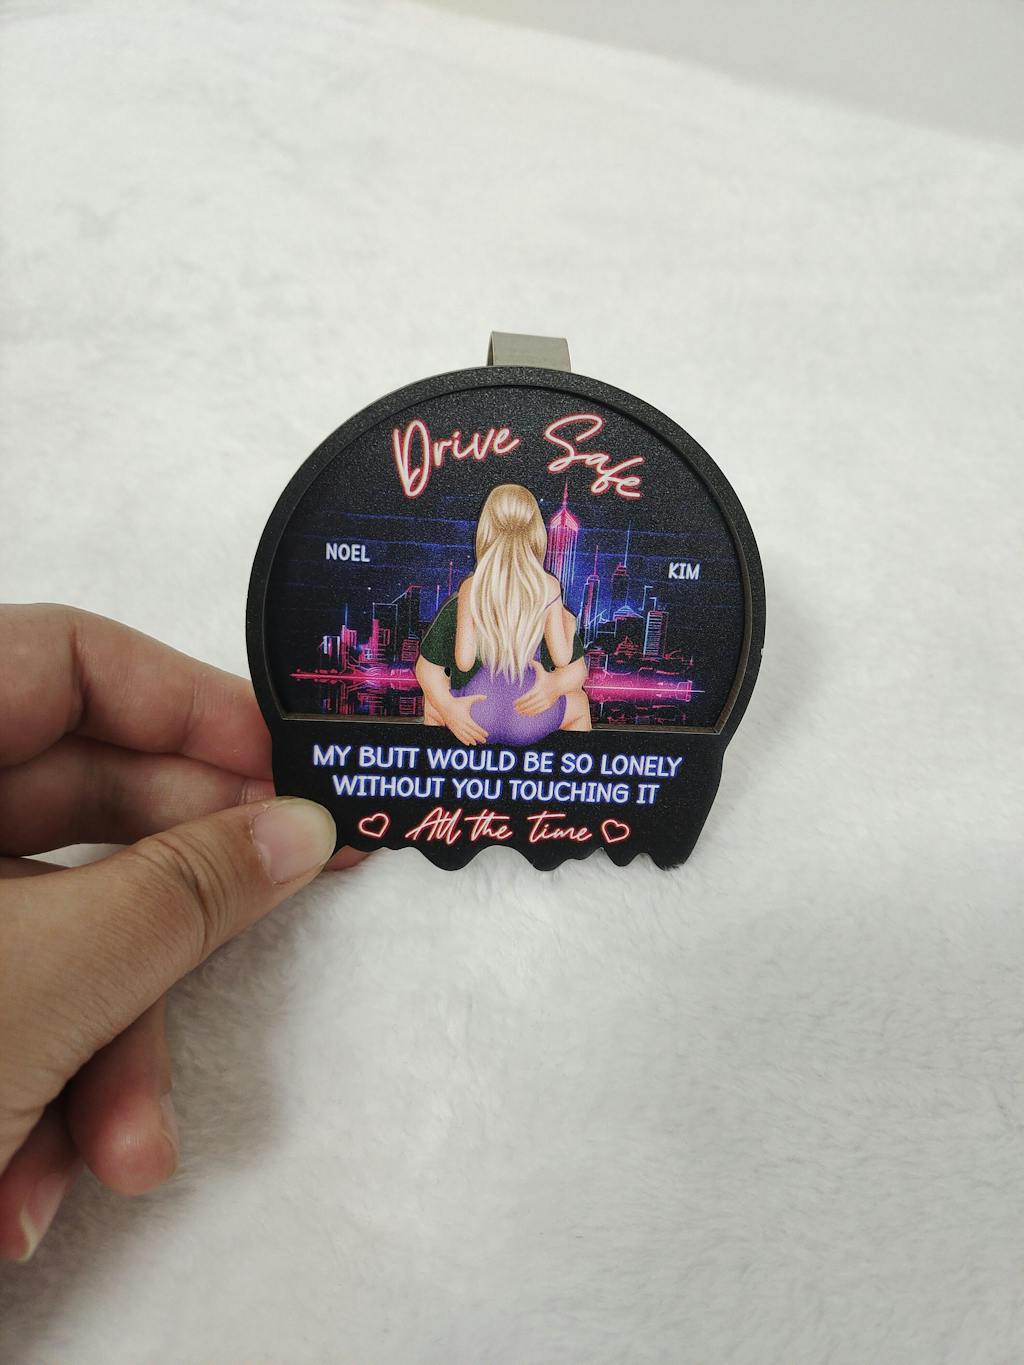 Drive Safe
NOEL
KIM
MY BUTT WOULD BE SO LONELY
WITHOUT YOU TOUCHING IT
All the time